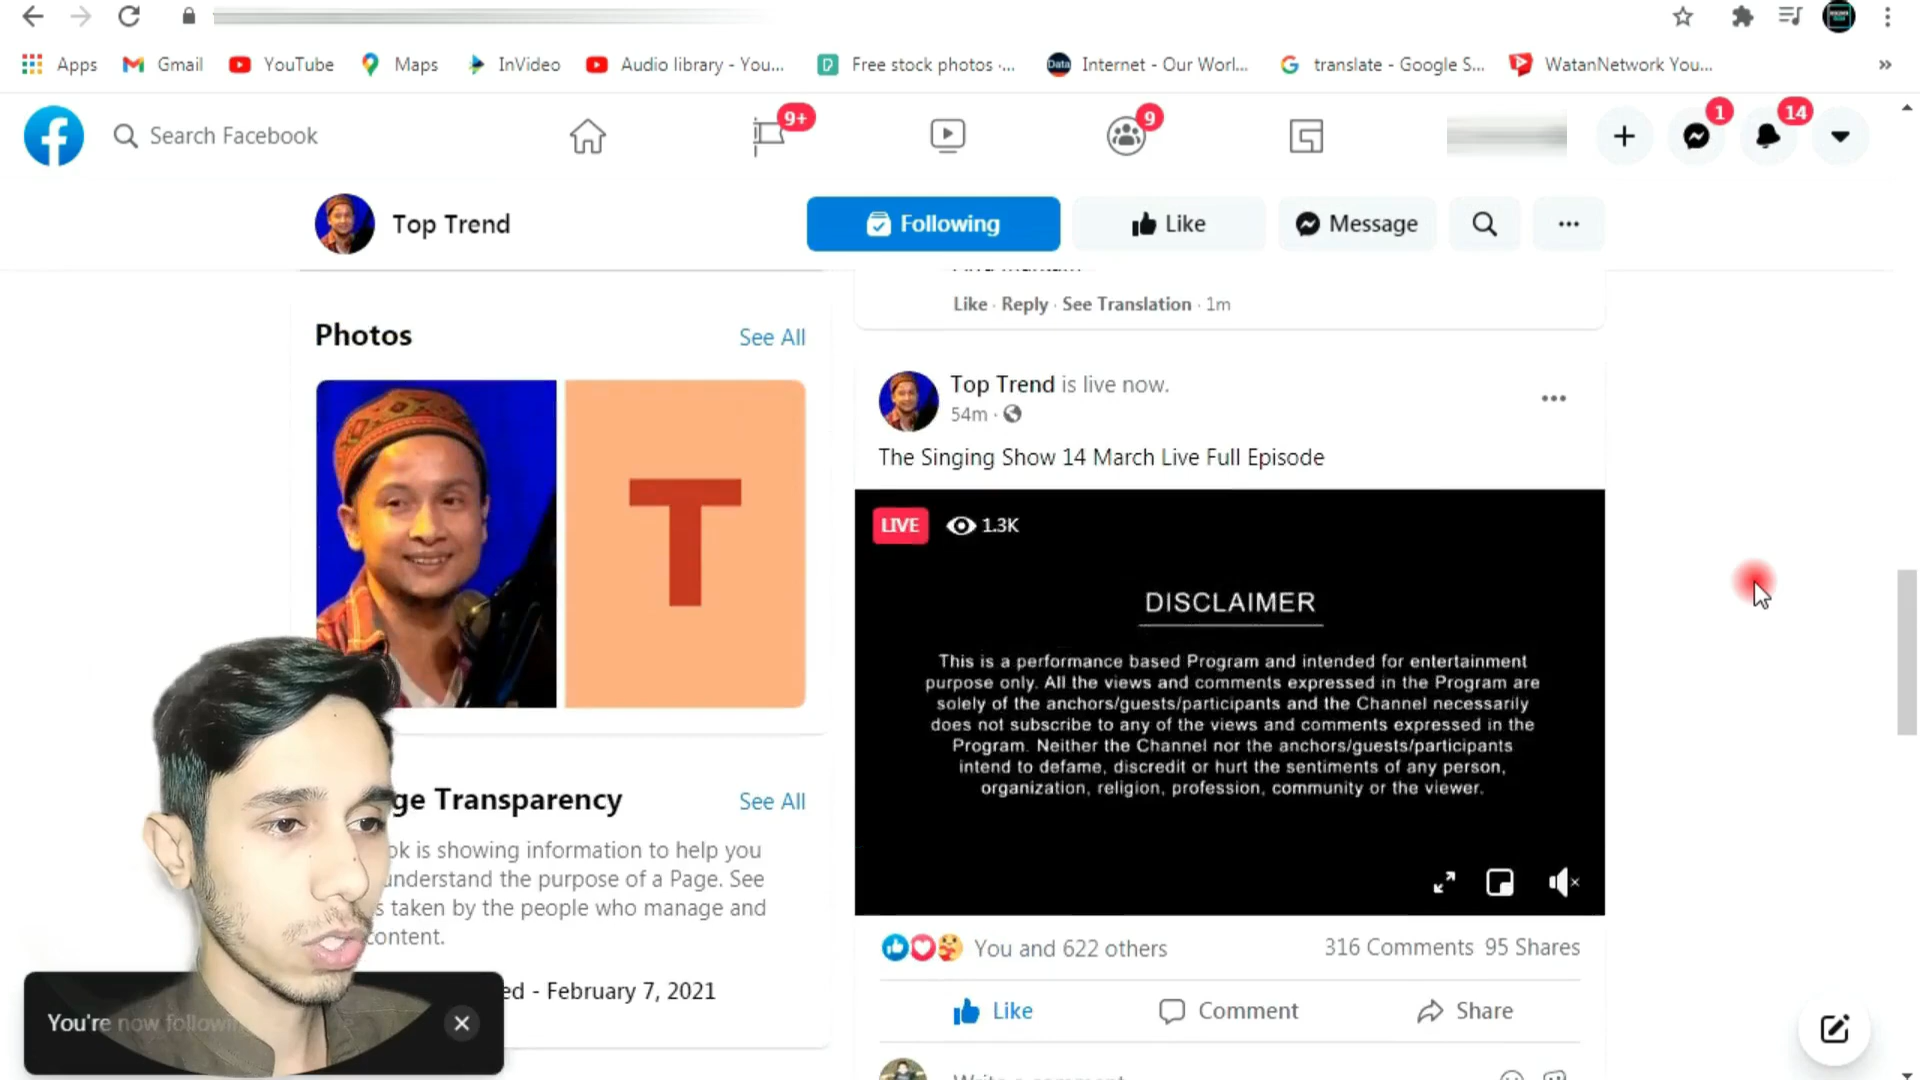 Apps Gmail YouTube Maps InVideo Audio library - You... Free stock photos ·... Data Internet - Our Worl... translate - Google S... WatanNetwork You... »
Search Facebook 9+ 9 1 14
Top Trend Following Like Message
Like · Reply · See Translation · 1m
Photos See All
T
Top Trend is live now.
54m ·
The Singing Show 14 March Live Full Episode
LIVE 1.3K
DISCLAIMER
This is a performance based Program and intended for entertainment
purpose only. All the views and comments expressed in the Program are
solely of the anchors/guests/participants and the Channel necessarily
does not subscribe to any of the views and comments expressed in the
Program. Neither the Channel nor the anchors/guests/participants
intend to defame, discredit or hurt the sentiments of any person,
organization, religion, profession, community or the viewer.
ge Transparency See All
ok is showing information to help you
understand the purpose of a Page. See
s taken by the people who manage and
content.
ed - February 7, 2021
You and 622 others 316 Comments 95 Shares
Like Comment Share
You're now followin